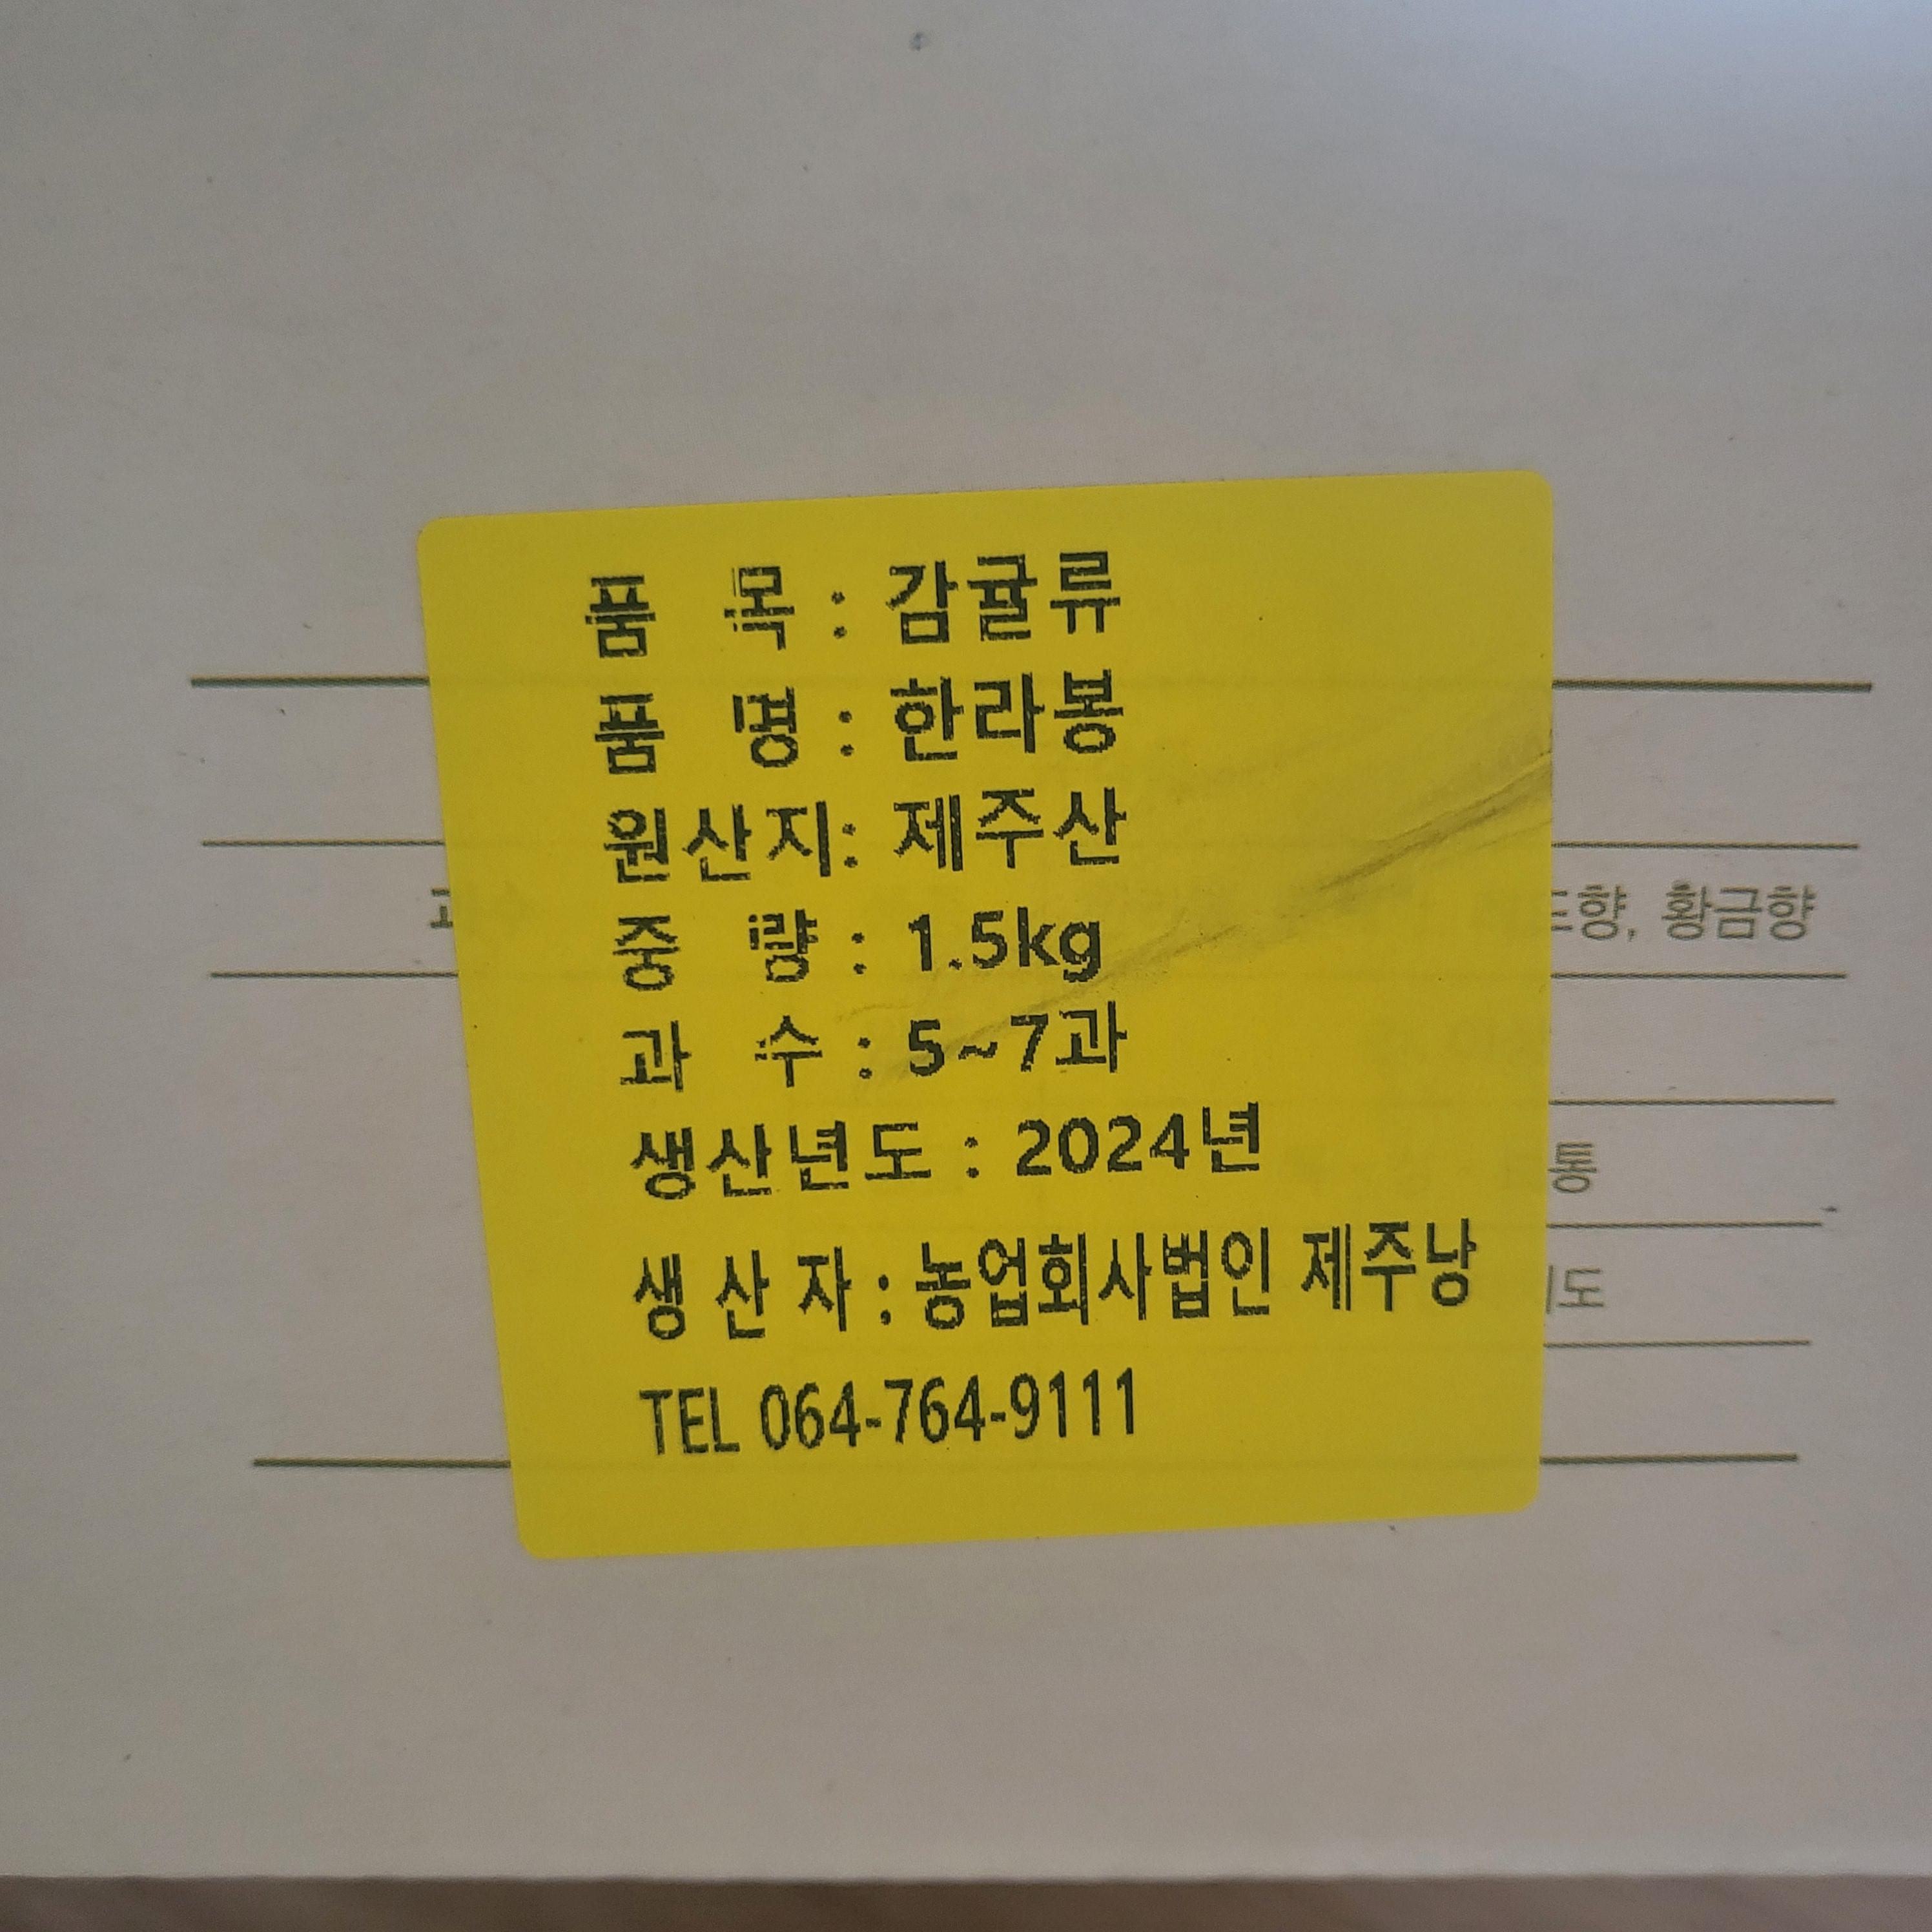 품 목 : 감귤류
품 명 : 한라봉
원산지: 제주산
중 량 : 1.5kg
향, 황금향
과 수 : 5~7과
생산년도 : 2024년
통
생 산 자 : 농업회사법인 제주낭
도
TEL 064-764-9111